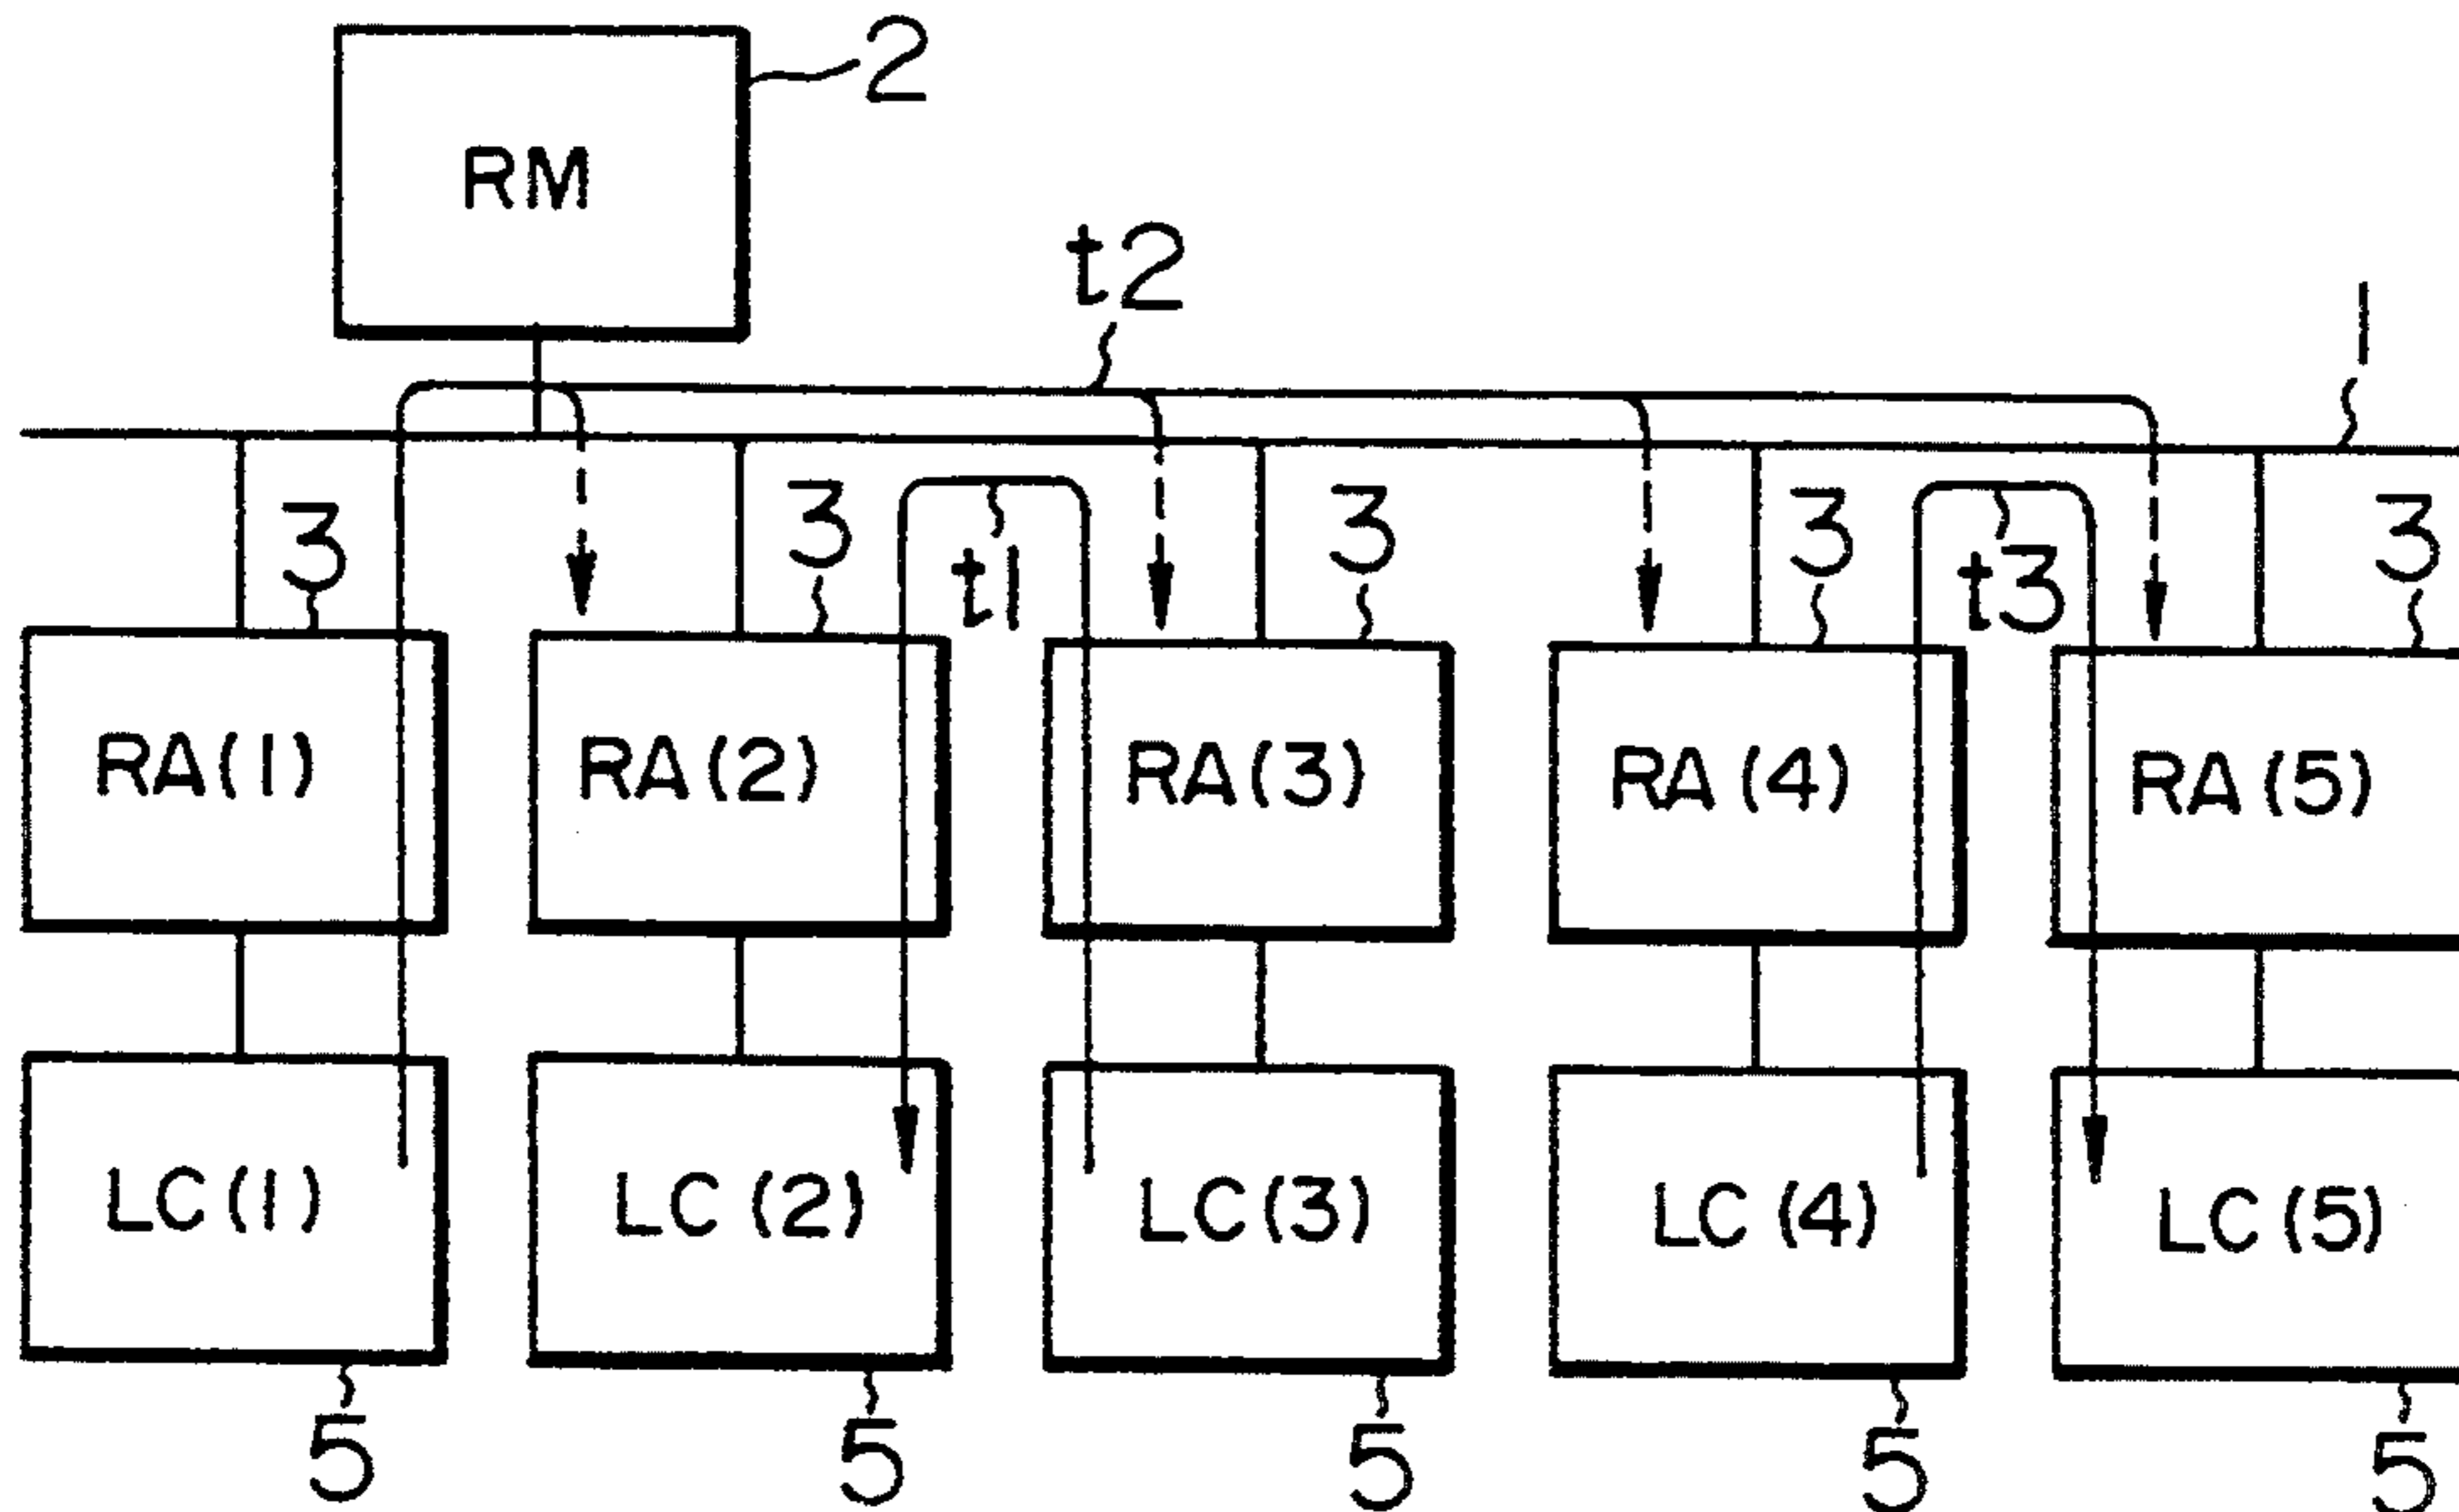 2
RM
t2
1
3 3 3 3 3
t1 t3
RA(1) RA(2) RA(3) RA(4) RA(5)
LC(1) LC(2) LC(3) LC(4) LC(5)
5 5 5 5 5